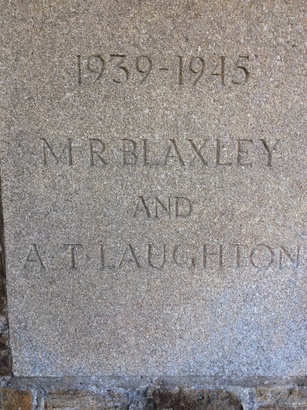 1939-1945
M R BLAXLEY
AND
A T LAUGHTON